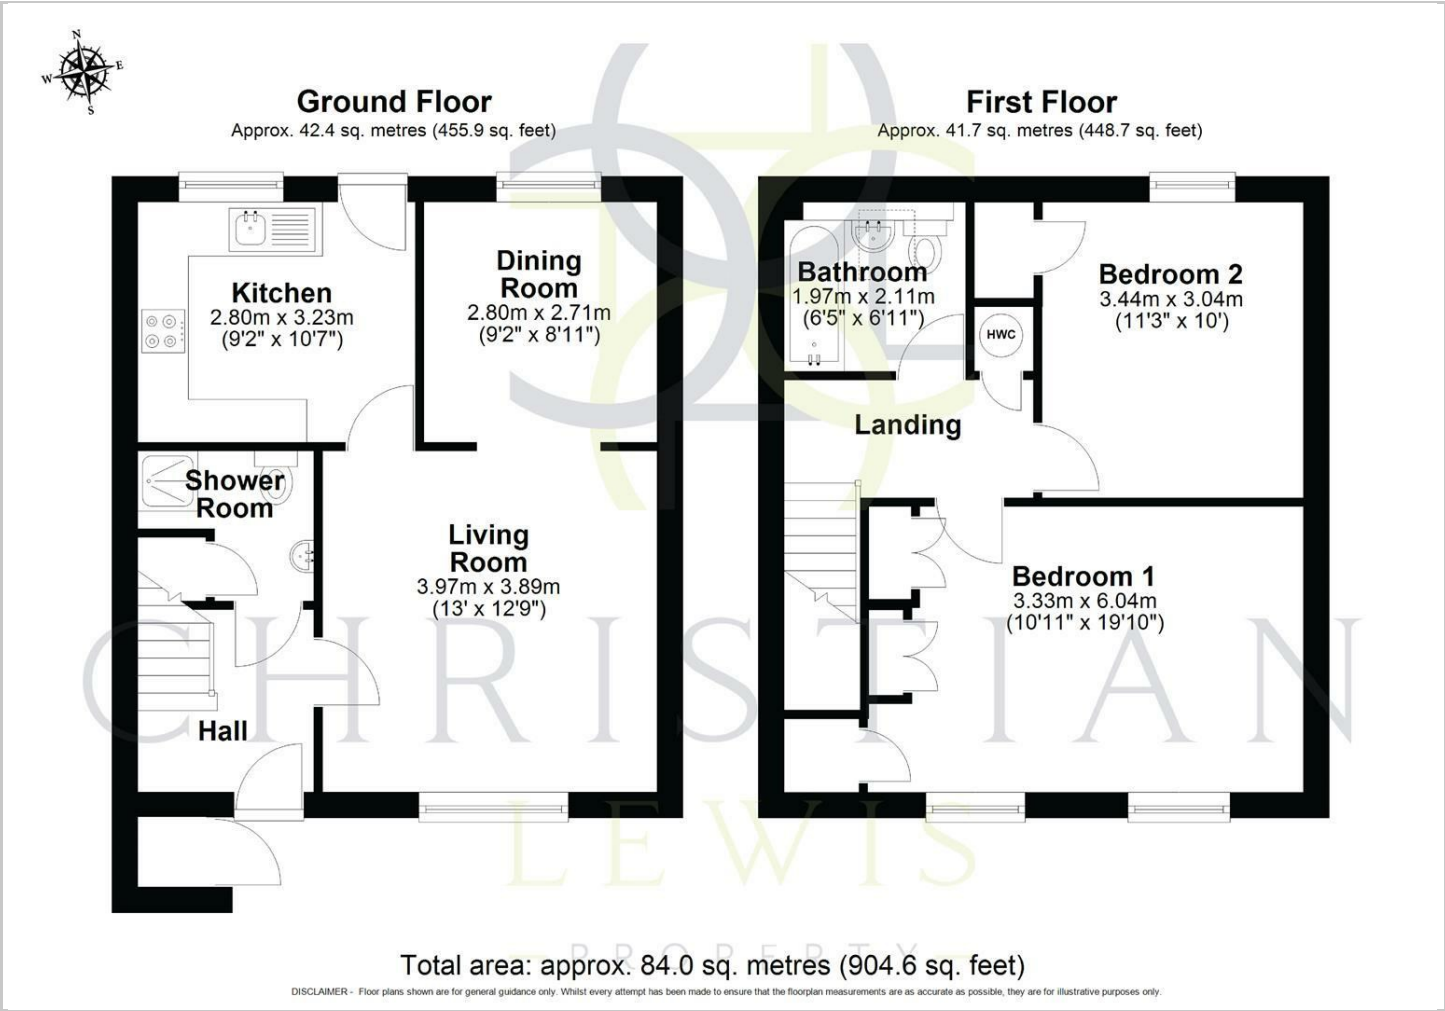 N
W E
S
Ground Floor
Approx. 42.4 sq. metres (455.9 sq. feet)
First Floor
Approx. 41.7 sq. metres (448.7 sq. feet)
Kitchen
2.80m x 3.23m
(9'2" x 10'7")
Dining
Room
2.80m x 2.71m
(9'2" x 8'11")
Shower
Room
Living
Room
3.97m x 3.89m
(13' x 12'9")
Hall
Bathroom
1.97m x 2.11m
(6'5" x 6'11")
HWC
Bedroom 2
3.44m x 3.04m
(11'3" x 10')
Landing
Bedroom 1
3.33m x 6.04m
(10'11" x 19'10")
CHRISTIAN
LEWIS
PROPERTY
Total area: approx. 84.0 sq. metres (904.6 sq. feet)
DISCLAIMER - Floor plans shown are for general guidance only. Whilst every attempt has been made to ensure that the floorplan measurements are as accurate as possible, they are for illustrative purposes only.